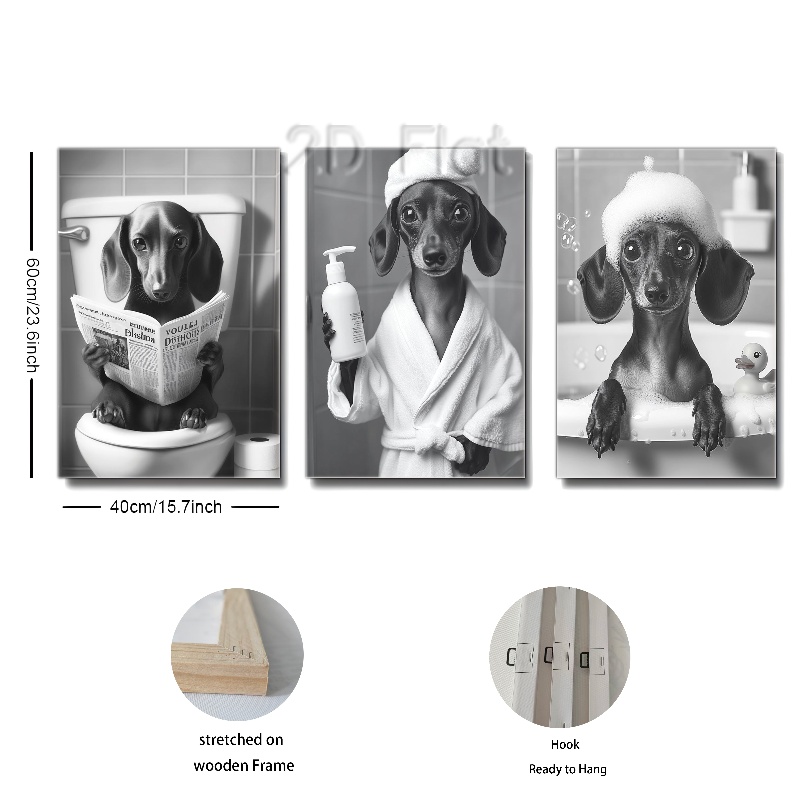 2D Flat
60cm/23.6inch
40cm/15.7inch
stretched on
wooden Frame
Hook
Ready to Hang